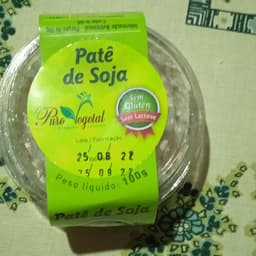 Patê
de Soja
Puro Vegetal
Sem
Glúten
Sem Lactose
Lote / Fabricação
25 08 22
25 09 22
Peso líquido: 160g
Patê de Soja